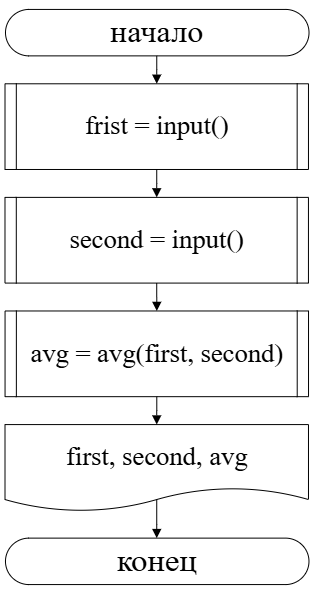 начало
frist = input()
second = input()
avg = avg(first, second)
first, second, avg
конец